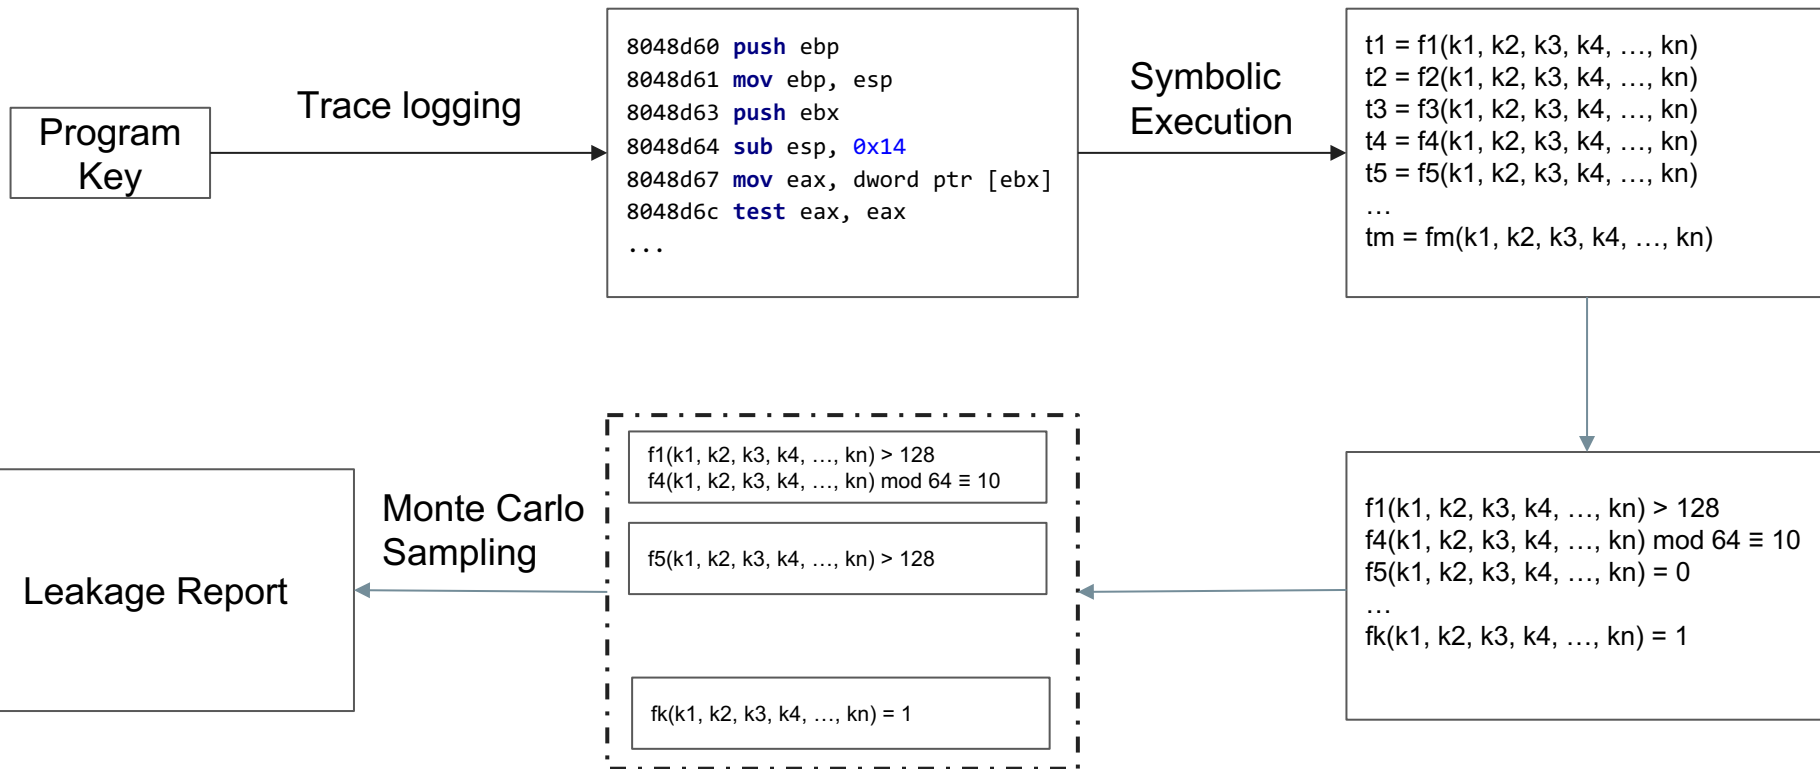 Program
Key
Trace logging
8048d60 push ebp
8048d61 mov ebp, esp
8048d63 push ebx
8048d64 sub esp, 0x14
8048d67 mov eax, dword ptr [ebx]
8048d6c test eax, eax
...
Symbolic
Execution
t1 = f1(k1, k2, k3, k4, …, kn)
t2 = f2(k1, k2, k3, k4, …, kn)
t3 = f3(k1, k2, k3, k4, …, kn)
t4 = f4(k1, k2, k3, k4, …, kn)
t5 = f5(k1, k2, k3, k4, …, kn)
…
tm = fm(k1, k2, k3, k4, …, kn)
f1(k1, k2, k3, k4, …, kn) > 128
f4(k1, k2, k3, k4, …, kn) mod 64 ≡ 10
f5(k1, k2, k3, k4, …, kn) = 0
…
fk(k1, k2, k3, k4, …, kn) = 1
f1(k1, k2, k3, k4, …, kn) > 128
f4(k1, k2, k3, k4, …, kn) mod 64 ≡ 10
f5(k1, k2, k3, k4, …, kn) > 128
fk(k1, k2, k3, k4, …, kn) = 1
Monte Carlo
Sampling
Leakage Report